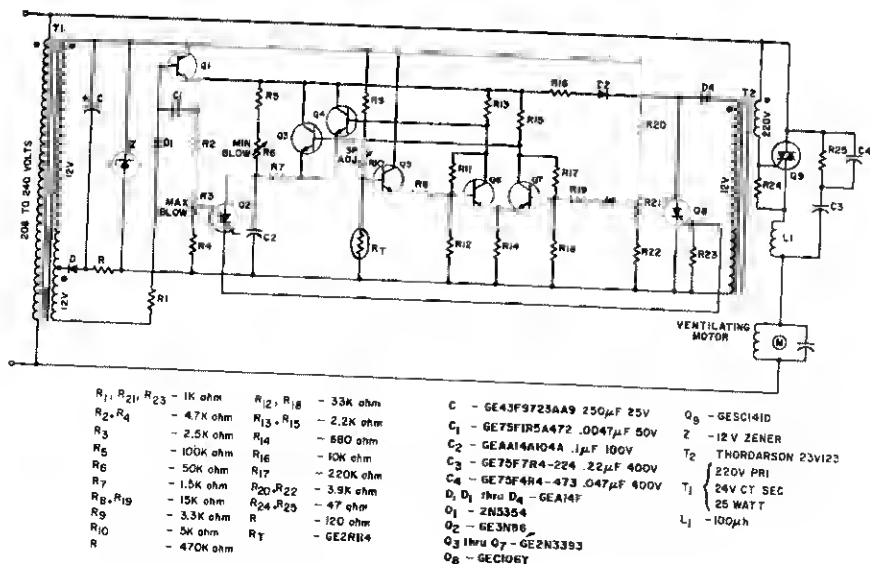 T1
208 TO 240 VOLTS
12V
12V
C
Z
D1
D
R
R1
C1
R2
MAX BLOW
R3
R4
Q1
Q2
R5
MIN BLOW
R6
R7
C2
Q3
Q4
SP ADJ
R9
R10
Q5
RT
R8
R11
R12
R13
Q6
R14
R15
Q7
R16
D2
R17
R18
R19
R20
R21
R22
Q8
R23
D4
12V
T2
220V
R24
Q9
R25
C4
C3
L1
VENTILATING MOTOR
M
R1, R21, R23 - 1K ohm
R2, R4 - 4.7K ohm
R3 - 2.5K ohm
R5 - 100K ohm
R6 - 50K ohm
R7 - 1.5K ohm
R8, R19 - 15K ohm
R9 - 3.3K ohm
R10 - 5K ohm
R - 470K ohm
R12, R18 - 33K ohm
R13, R15 - 2.2K ohm
R14 - 680 ohm
R16 - 10K ohm
R17 - 220K ohm
R20, R22 - 3.9K ohm
R24, R25 - 47 ohm
R - 120 ohm
RT - GE2RR4
C - GE43F9723AA9 250µF 25V
C1 - GE75F1R5A472 .0047µF 50V
C2 - GEAA14A104A .1µF 100V
C3 - GE75F7R4-224 .22µF 400V
C4 - GE75F4R4-473 .047µF 400V
D, D1 thru D4 - GEA14F
Q1 - 2N5354
Q2 - GE3N86
Q3 thru Q7 - GE2N3393
Q8 - GEC106Y
Q9 - GESC141D
Z - 12V ZENER
T2 THORDARSON 23V123
T1 { 220V PRI
24V CT SEC
25 WATT
L1 - 100µh